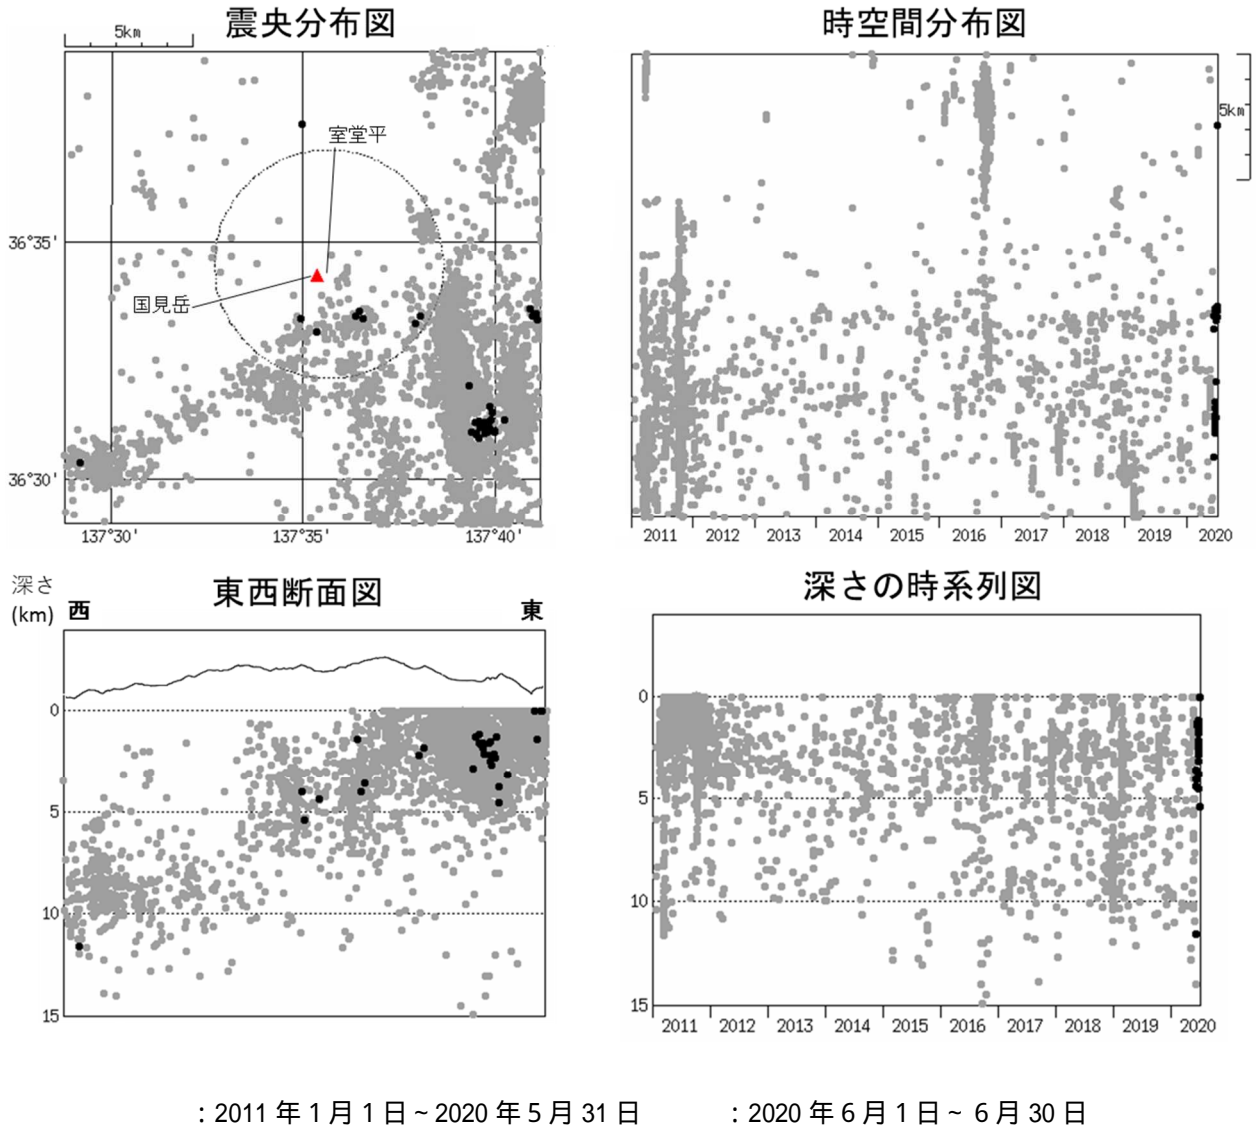 震央分布図
5km
室堂平
36°35'
国見岳
36°30'
137°30' 137°35' 137°40'
時空間分布図
5km
2011 2012 2013 2014 2015 2016 2017 2018 2019 2020
東西断面図
深さ
(km)
西 東
0
5
10
15
深さの時系列図
0
5
10
15
2011 2012 2013 2014 2015 2016 2017 2018 2019 2020
：2011 年 1 月 1 日～2020 年 5 月 31 日 ：2020 年 6 月 1 日～ 6 月 30 日